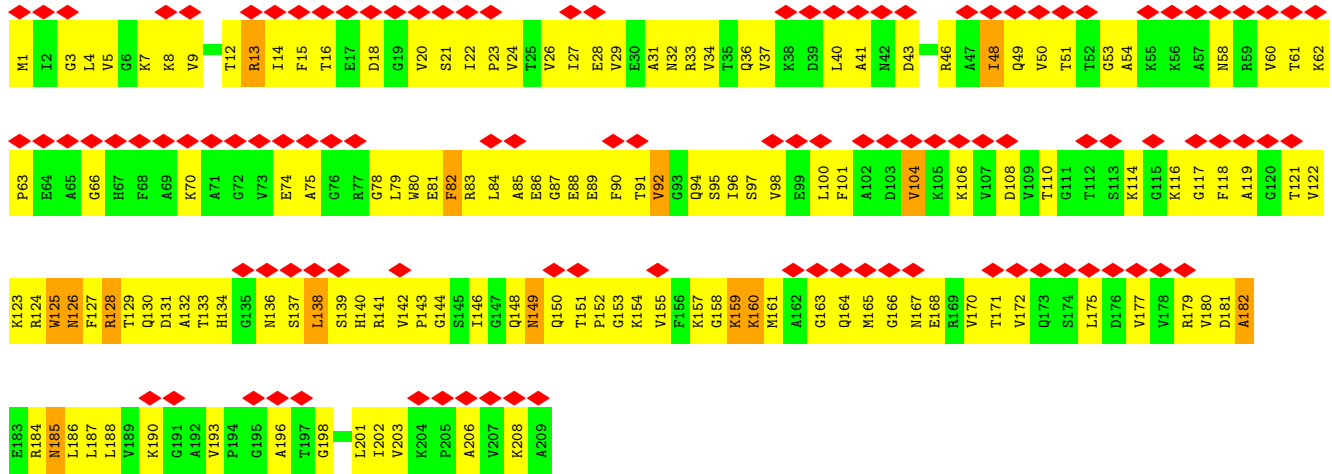 M1 I2 G3 L4 V5 G6 K7 K8 V9 T12 R13 I14 F15 T16 E17 D18 G19 V20 S21 I22 P23 V24 T25 V26 I27 E28 V29 E30 A31 N32 R33 V34 T35 Q36 V37 K38 D39 L40 A41 N42 D43 R46 A47 I48 Q49 V50 T51 T52 G53 A54 K55 K56 A57 N58 R59 V60 T61 K62
P63 E64 A65 G66 H67 F68 A69 K70 A71 G72 V73 E74 A75 G76 R77 G78 L79 W80 E81 F82 R83 L84 A85 E86 G87 E88 E89 F90 T91 V92 G93 Q94 S95 I96 S97 V98 E99 L100 F101 A102 D103 V104 K105 K106 V107 D108 V109 T110 G111 T112 S113 K114 G115 K116 G117 F118 A119 G120 T121 V122
K123 R124 W125 N126 F127 R128 T129 Q130 D131 A132 T133 H134 G135 N136 S137 L138 S139 H140 R141 V142 P143 G144 S145 I146 G147 Q148 N149 Q150 T151 P152 G153 K154 V155 F156 K157 G158 K159 K160 M161 A162 G163 Q164 M165 G166 N167 E168 R169 V170 T171 V172 Q173 S174 L175 D176 V177 V178 R179 V180 D181 A182
E183 R184 N185 L186 L187 L188 V189 K190 G191 A192 V193 P194 G195 A196 T197 G198 L201 I202 V203 K204 P205 A206 V207 K208 A209